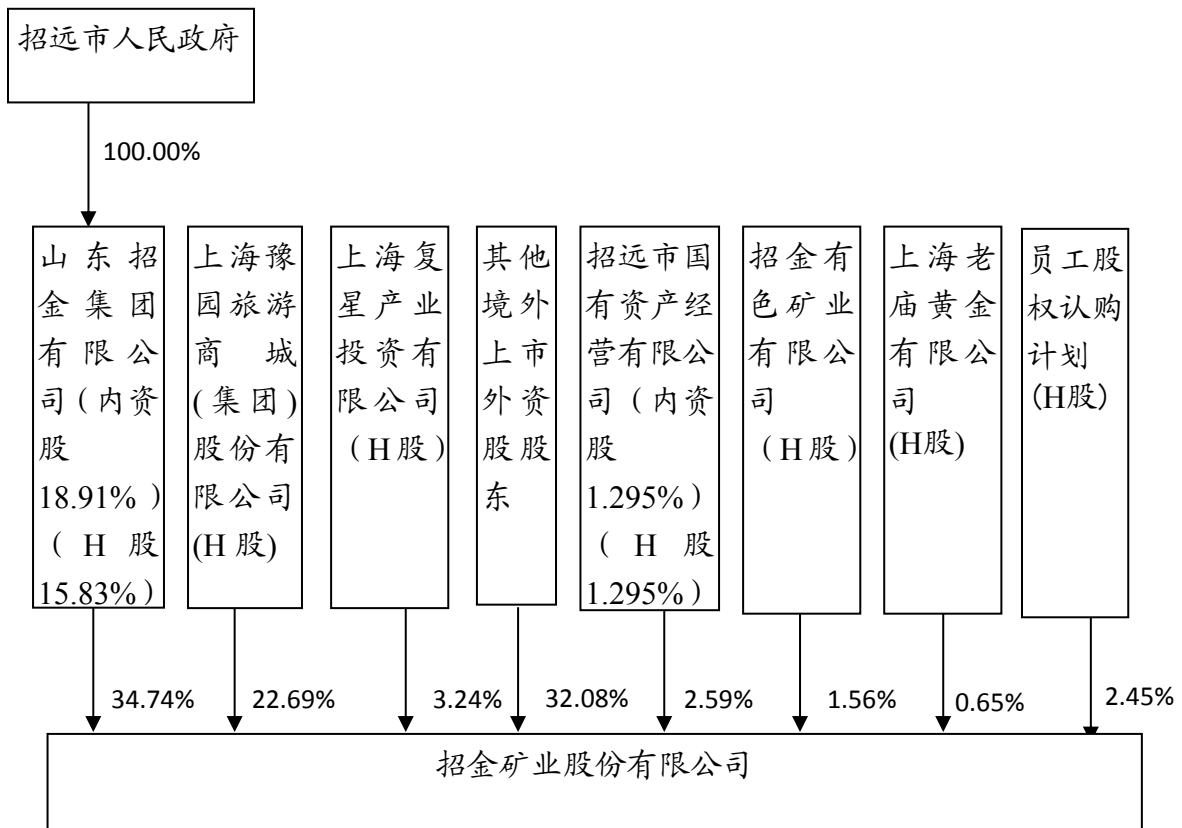 招远市人民政府
100.00%
山东招
金集团
有限公
司（内资
股
18.91%）
（H股
15.83%）
上海豫
园旅游
商城
(集团)
股份有
限公司
(H股)
上海复
星产业
投资有
限公司
（H股）
其他
境外
上市
外资
股股
东
招远市国
有资产经
营有限公
司（内资
股
1.295%）
（H股
1.295%）
招金有
色矿业
有限公
司
（H股）
上海老
庙黄金
有限公
司
(H股)
员工股
权认购
计划
(H股）
34.74%
22.69%
3.24%
32.08%
2.59%
1.56%
0.65%
2.45%
招金矿业股份有限公司